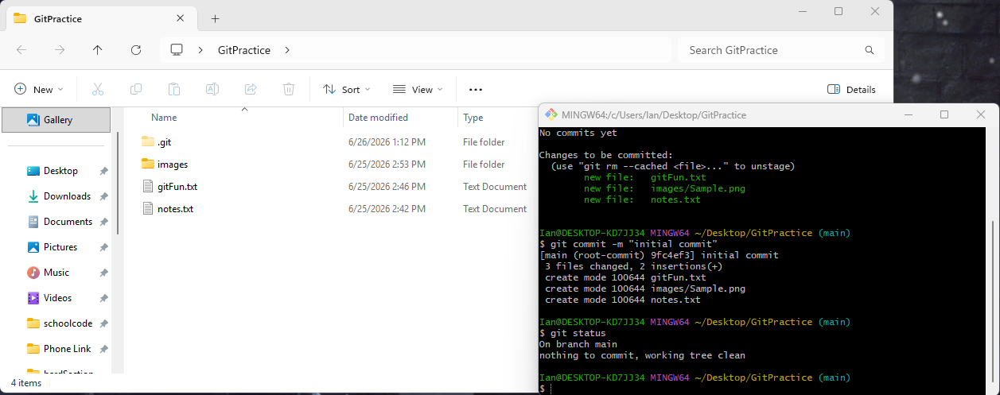 GitPractice
GitPractice
Search GitPractice
New
Sort
View
Details
Gallery
Desktop
Downloads
Documents
Pictures
Music
Videos
schoolcode
Phone Link
Name Date modified Type
.git 6/26/2026 1:12 PM File folder
images 6/25/2026 2:53 PM File folder
gitFun.txt 6/25/2026 2:46 PM Text Document
notes.txt 6/25/2026 2:42 PM Text Document
4 items
MINGW64:/c/Users/Ian/Desktop/GitPractice
No commits yet
Changes to be committed:
(use "git rm --cached <file>..." to unstage)
new file:   gitFun.txt
new file:   images/Sample.png
new file:   notes.txt
Ian@DESKTOP-KD7JJ34 MINGW64 ~/Desktop/GitPractice (main)
$ git commit -m "initial commit"
[main (root-commit) 9fc4ef3] initial commit
3 files changed, 2 insertions(+)
create mode 100644 gitFun.txt
create mode 100644 images/Sample.png
create mode 100644 notes.txt
Ian@DESKTOP-KD7JJ34 MINGW64 ~/Desktop/GitPractice (main)
$ git status
On branch main
nothing to commit, working tree clean
Ian@DESKTOP-KD7JJ34 MINGW64 ~/Desktop/GitPractice (main)
$